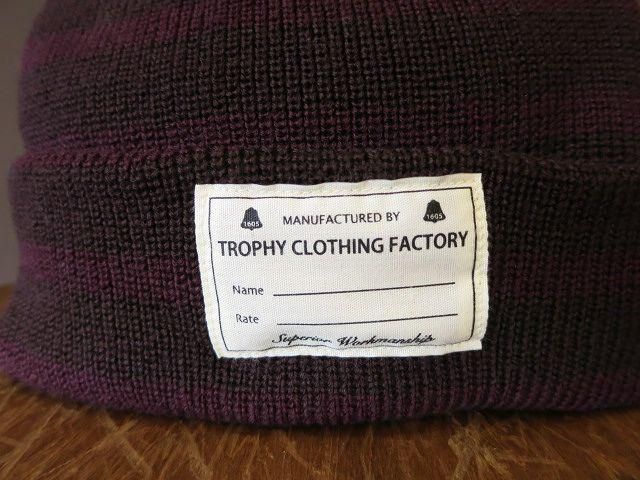 1605 MANUFACTURED BY 1605
TROPHY CLOTHING FACTORY
Name
Rate
Superior Workmanship